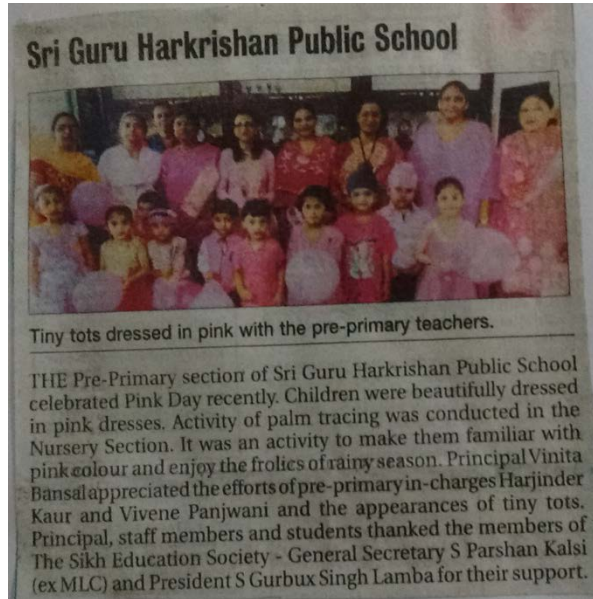 Sri Guru Harkrishan Public School
Tiny tots dressed in pink with the pre-primary teachers.
THE Pre-Primary section of Sri Guru Harkrishan Public School
celebrated Pink Day recently. Children were beautifully dressed
in pink dresses. Activity of palm tracing was conducted in the
Nursery Section. It was an activity to make them familiar with
pink colour and enjoy the frolics of rainy season. Principal Vinita
Bansal appreciated the efforts of pre-primary in-charges Harjinder
Kaur and Vivene Panjwani and the appearances of tiny tots.
Principal, staff members and students thanked the members of
The Sikh Education Society - General Secretary S Parshan Kalsi
(ex MLC) and President S Gurbux Singh Lamba for their support.